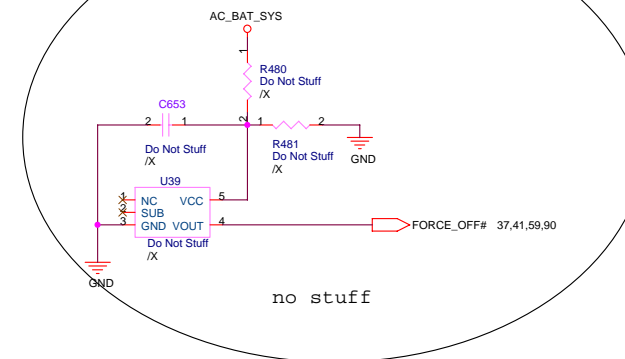 AC_BAT_SYS
1
R480
Do Not Stuff
/X
C653
2 1
2 1 2
Do Not Stuff
/X
R481
Do Not Stuff
/X
GND
U39
1 NC VCC 5
2 SUB
3 GND VOUT 4
FORCE_OFF# 37,41,59,90
Do Not Stuff
/X
GND
no stuff